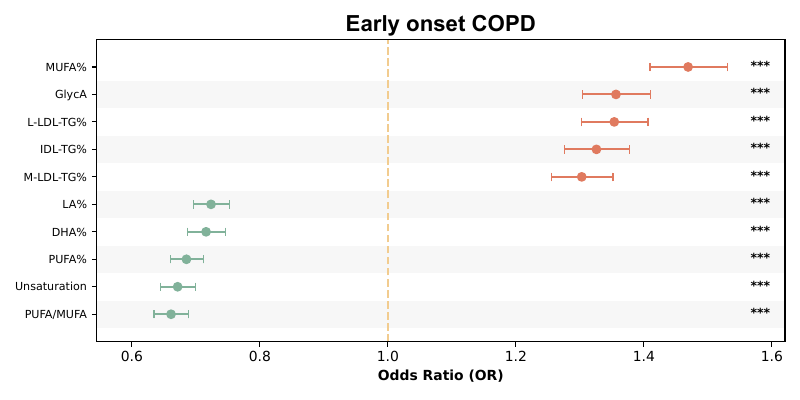 Early onset COPD
MUFA% ***
GlycA ***
L-LDL-TG% ***
IDL-TG% ***
M-LDL-TG% ***
LA% ***
DHA% ***
PUFA% ***
Unsaturation ***
PUFA/MUFA ***
0.6 0.8 1.0 1.2 1.4 1.6
Odds Ratio (OR)